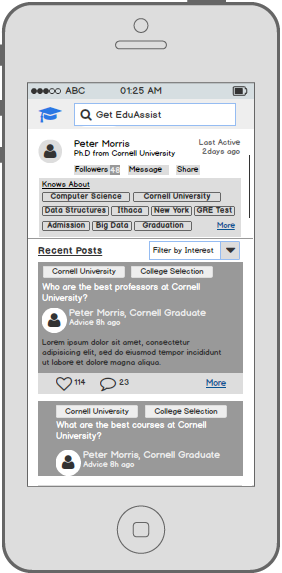 ABC 01:25 AM
Get EduAssist
Peter Morris
Ph.D from Cornell University
Last Active
2 days ago
Followers 48 Message Share
Knows About
Computer Science Cornell University
Data Structures Ithaca New York GRE Test
Admission Big Data Graduation More
Recent Posts Filter by Interest
Cornell University College Selection
Who are the best professors at Cornell
University?
Peter Morris, Cornell Graduate
Advice 8h ago
Lorem ipsum dolor sit amet, consectetur
adipisicing elit, sed do eiusmod tempor incididunt
ut labore et dolore magna aliqua.
114 23 More
Cornell University College Selection
What are the best courses at Cornell
University?
Peter Morris, Cornell Graduate
Advice 8h ago